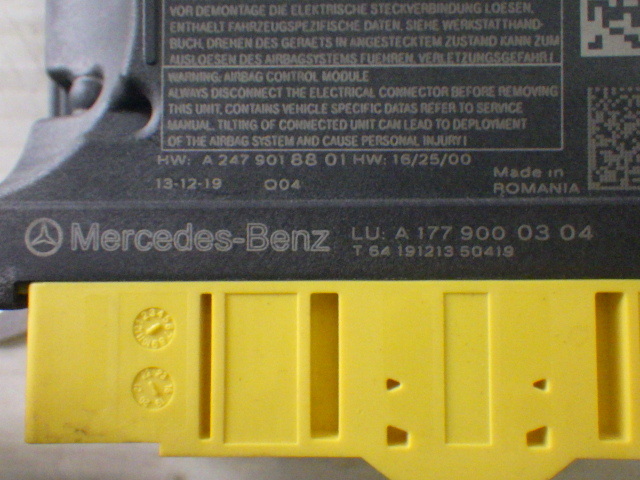 VOR DEMONTAGE DIE ELEKTRISCHE STECKVERBINDUNG LOESEN,
ENTHAELT FAHRZEUGSPEZIFISCHE DATEN, SIEHE WERKSTATTHAND-
BUCH, DREHEN DES GERAETS IN ANGESTECKTEM ZUSTAND KANN ZUM
AUSLOESEN DES AIRBAGSYSTEMS FUEHREN, VERLETZUNGSGEFAHR!
WARNING: AIRBAG CONTROL MODULE
ALWAYS DISCONNECT THE ELECTRICAL CONNECTOR BEFORE REMOVING
THIS UNIT, CONTAINS VEHICLE SPECIFIC DATAS REFER TO SERVICE
MANUAL. TILTING OF CONNECTED UNIT CAN LEAD TO DEPLOYMENT
OF THE AIRBAG SYSTEM AND CAUSE PERSONAL INJURY!
HW: A 247 901 88 01 HW: 16/25/00
13-12-19 004
Made in
ROMANIA
Mercedes-Benz LU: A 177 900 03 04
T 64 191213 50419